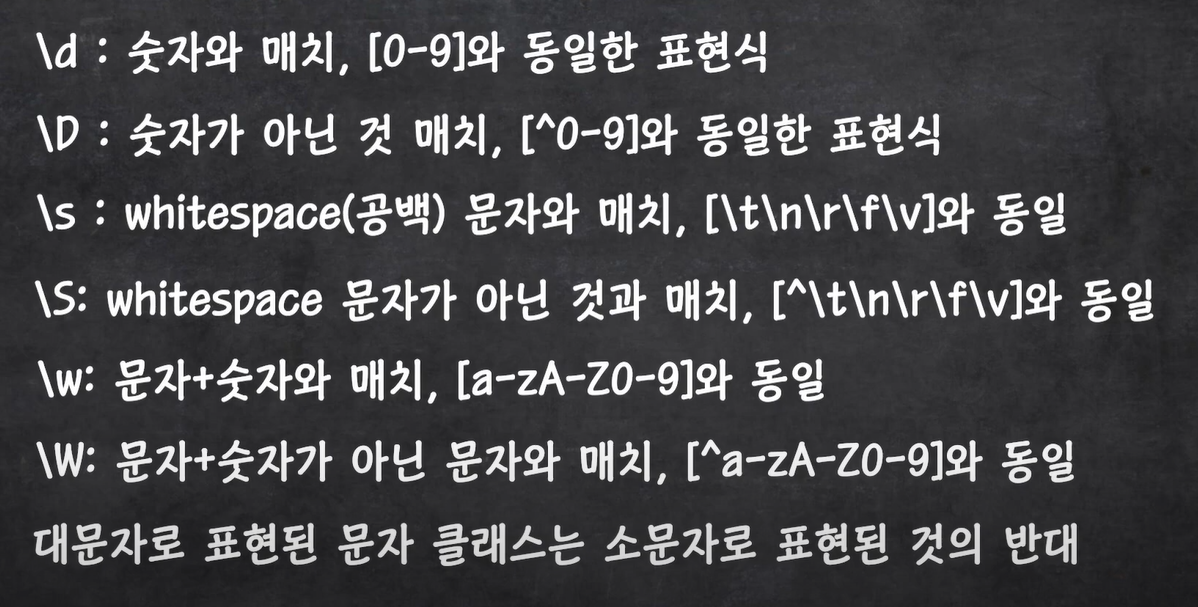 \d : 숫자와 매치, [0-9]와 동일한 표현식
\D : 숫자가 아닌 것 매치, [^0-9]와 동일한 표현식
\s : whitespace(공백) 문자와 매치, [\t\n\r\f\v]와 동일
\S: whitespace 문자가 아닌 것과 매치, [^\t\n\r\f\v]와 동일
\w: 문자+숫자와 매치, [a-zA-Z0-9]와 동일
\W: 문자+숫자가 아닌 문자와 매치, [^a-zA-Z0-9]와 동일
대문자로 표현된 문자 클래스는 소문자로 표현된 것의 반대